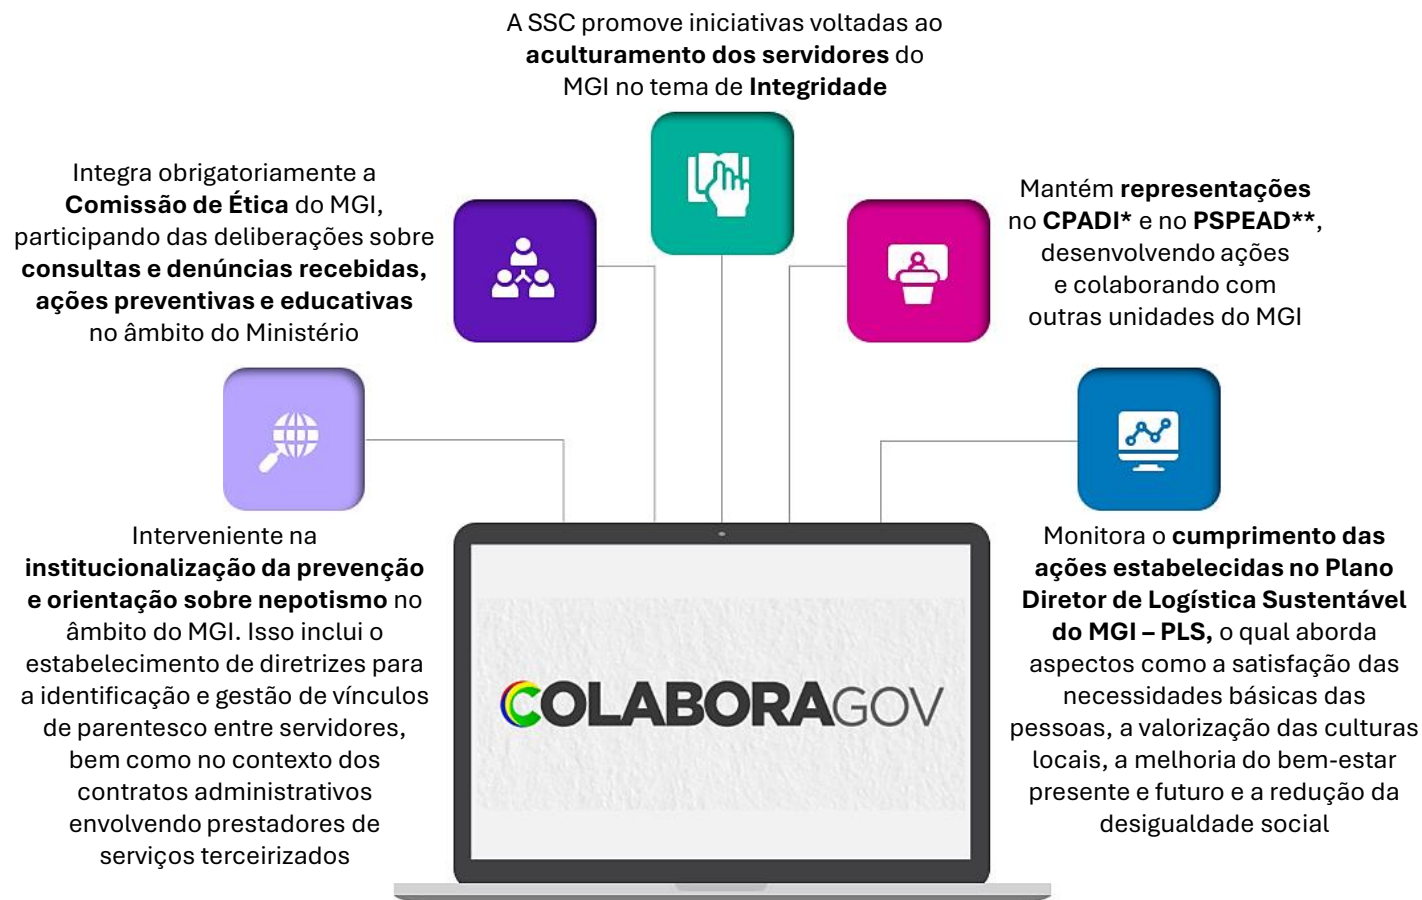 A SSC promove iniciativas voltadas ao
aculturamento dos servidores do
MGI no tema de Integridade
Integra obrigatoriamente a
Comissão de Ética do MGI,
participando das deliberações sobre
consultas e denúncias recebidas,
ações preventivas e educativas
no âmbito do Ministério
Mantém representações
no CPADI* e no PSPEAD**,
desenvolvendo ações
e colaborando com
outras unidades do MGI
Interveniente na
institucionalização da prevenção
e orientação sobre nepotismo no
âmbito do MGI. Isso inclui o
estabelecimento de diretrizes para
a identificação e gestão de vínculos
de parentesco entre servidores,
bem como no contexto dos
contratos administrativos
envolvendo prestadores de
serviços terceirizados
COLABORAGOV
Monitora o cumprimento das
ações estabelecidas no Plano
Diretor de Logística Sustentável
do MGI – PLS, o qual aborda
aspectos como a satisfação das
necessidades básicas das
pessoas, a valorização das culturas
locais, a melhoria do bem-estar
presente e futuro e a redução da
desigualdade social